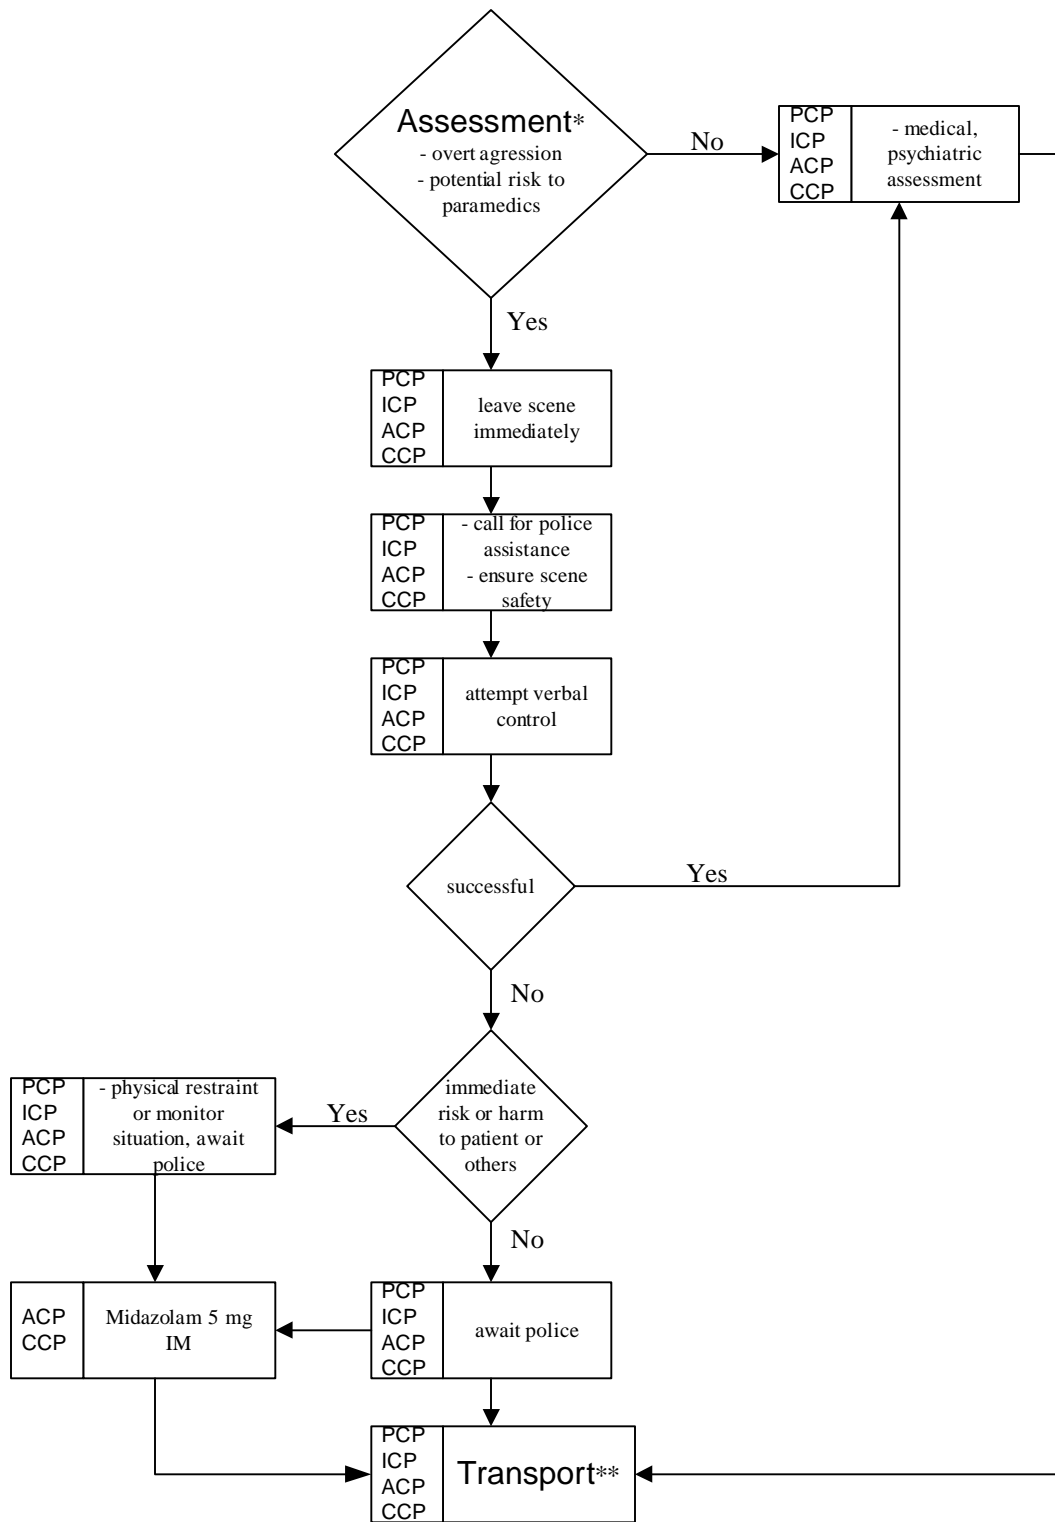 Assessment*
- overt agression
- potential risk to
paramedics
No
PCP
ICP
ACP
CCP
- medical,
psychiatric
assessment
Yes
PCP
ICP
ACP
CCP
leave scene
immediately
PCP
ICP
ACP
CCP
- call for police
assistance
- ensure scene
safety
PCP
ICP
ACP
CCP
attempt verbal
control
successful
Yes
No
immediate
risk or harm
to patient or
others
Yes
PCP
ICP
ACP
CCP
- physical restraint
or monitor
situation, await
police
No
ACP
CCP
Midazolam 5 mg
IM
PCP
ICP
ACP
CCP
await police
PCP
ICP
ACP
CCP
Transport**